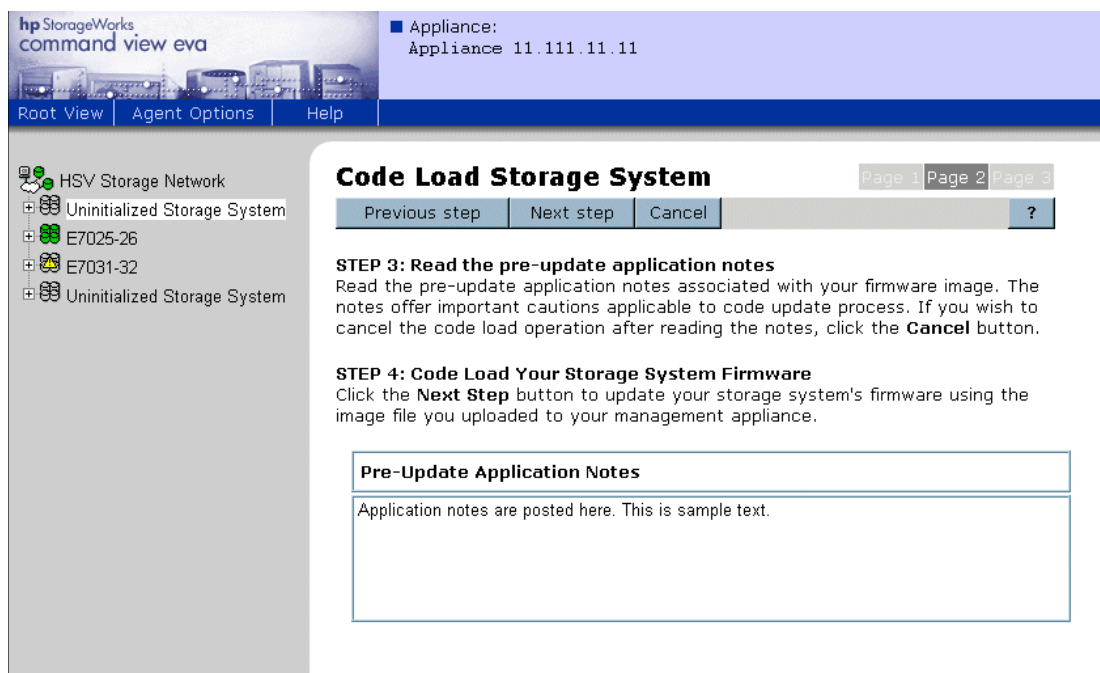 hp StorageWorks
command view eva
Appliance:
Appliance 11.111.11.11
Root View Agent Options Help
HSV Storage Network
Uninitialized Storage System
E7025-26
E7031-32
Uninitialized Storage System
Code Load Storage System
Page 1 Page 2 Page 3
Previous step Next step Cancel ?
STEP 3: Read the pre-update application notes
Read the pre-update application notes associated with your firmware image. The
notes offer important cautions applicable to code update process. If you wish to
cancel the code load operation after reading the notes, click the Cancel button.
STEP 4: Code Load Your Storage System Firmware
Click the Next Step button to update your storage system's firmware using the
image file you uploaded to your management appliance.
Pre-Update Application Notes
Application notes are posted here. This is sample text.